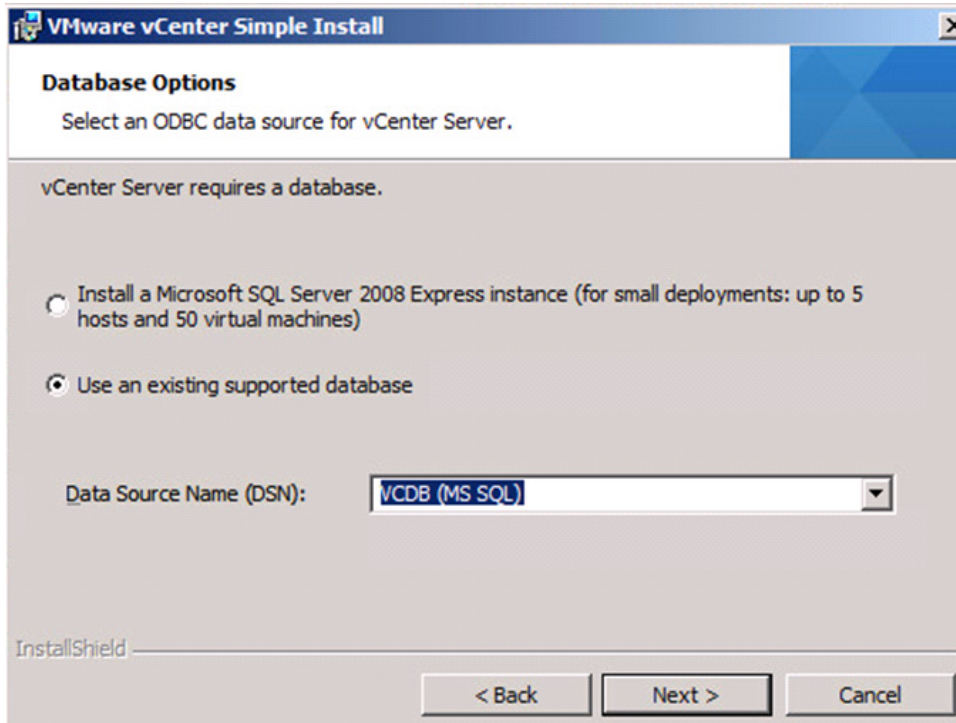 VMware vCenter Simple Install
Database Options
Select an ODBC data source for vCenter Server.
vCenter Server requires a database.
Install a Microsoft SQL Server 2008 Express instance (for small deployments: up to 5
hosts and 50 virtual machines)
Use an existing supported database
Data Source Name (DSN):
VCDB (MS SQL)
InstallShield
< Back
Next >
Cancel